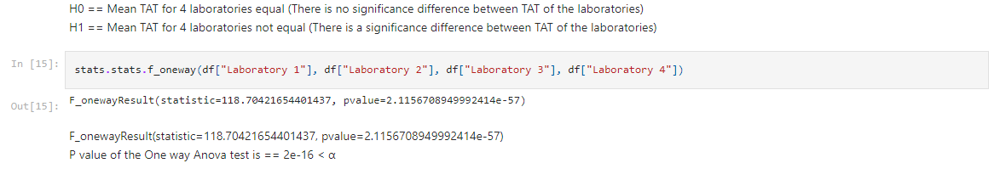 H0 == Mean TAT for 4 laboratories equal (There is no significance difference between TAT of the laboratories)
H1 == Mean TAT for 4 laboratories not equal (There is a significance difference between TAT of the laboratories)
In [15]: stats.stats.f_oneway(df["Laboratory 1"], df["Laboratory 2"], df["Laboratory 3"], df["Laboratory 4"])
Out[15]: F_onewayResult(statistic=118.70421654401437, pvalue=2.1156708949992414e-57)
F_onewayResult(statistic=118.70421654401437, pvalue=2.1156708949992414e-57)
P value of the One way Anova test is == 2e-16 < α